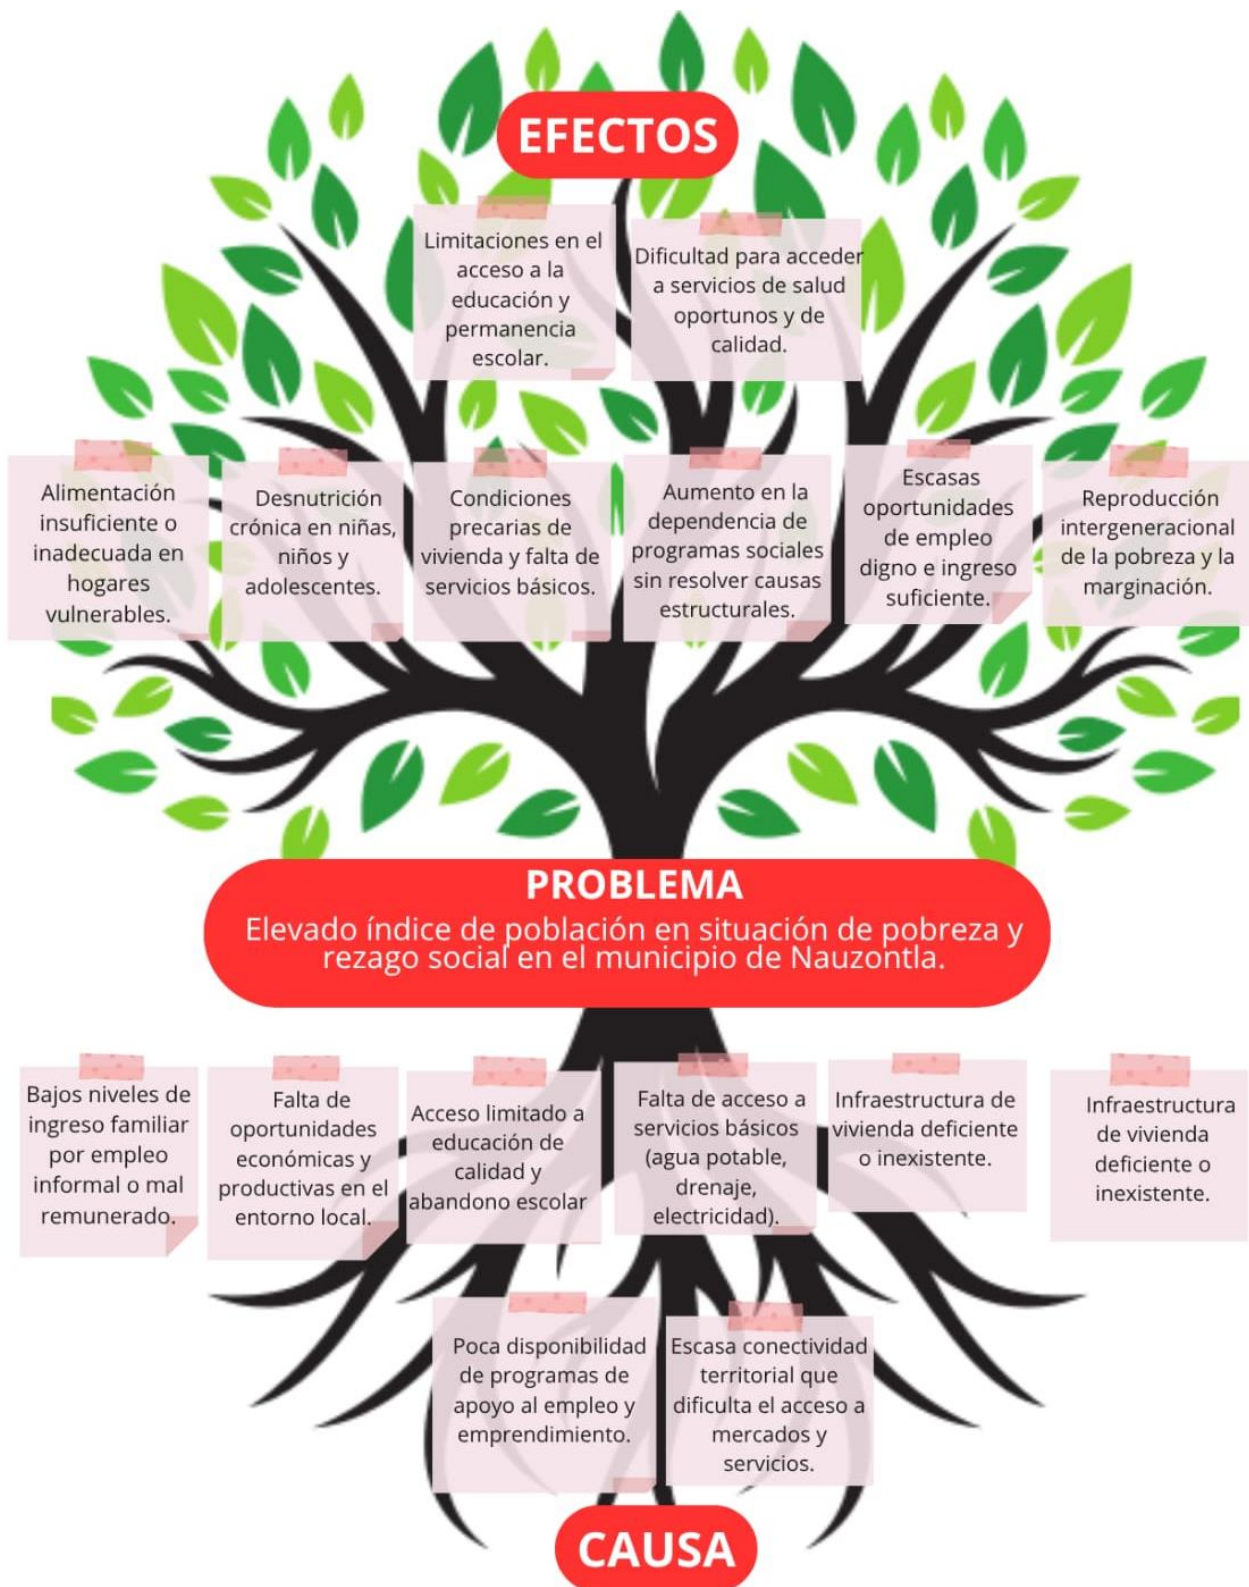 EFECTOS
Limitaciones en el
acceso a la
educación y
permanencia
escolar.
Dificultad para acceder
a servicios de salud
oportunos y de
calidad.
Alimentación
insuficiente o
inadecuada en
hogares
vulnerables.
Desnutrición
crónica en niñas,
niños y
adolescentes.
Condiciones
precarias de
vivienda y falta de
servicios básicos.
Aumento en la
dependencia de
programas sociales
sin resolver causas
estructurales.
Escasas
oportunidades
de empleo
digno e ingreso
suficiente.
Reproducción
intergeneracional
de la pobreza y la
marginación.
PROBLEMA
Elevado índice de población en situación de pobreza y
rezago social en el municipio de Nauzontla.
Bajos niveles de
ingreso familiar
por empleo
informal o mal
remunerado.
Falta de
oportunidades
económicas y
productivas en el
entorno local.
Acceso limitado a
educación de
calidad y
abandono escolar
Falta de acceso a
servicios básicos
(agua potable,
drenaje,
electricidad).
Infraestructura de
vivienda deficiente
o inexistente.
Infraestructura
de vivienda
deficiente o
inexistente.
Poca disponibilidad
de programas de
apoyo al empleo y
emprendimiento.
Escasa conectividad
territorial que
dificulta el acceso a
mercados y
servicios.
CAUSA